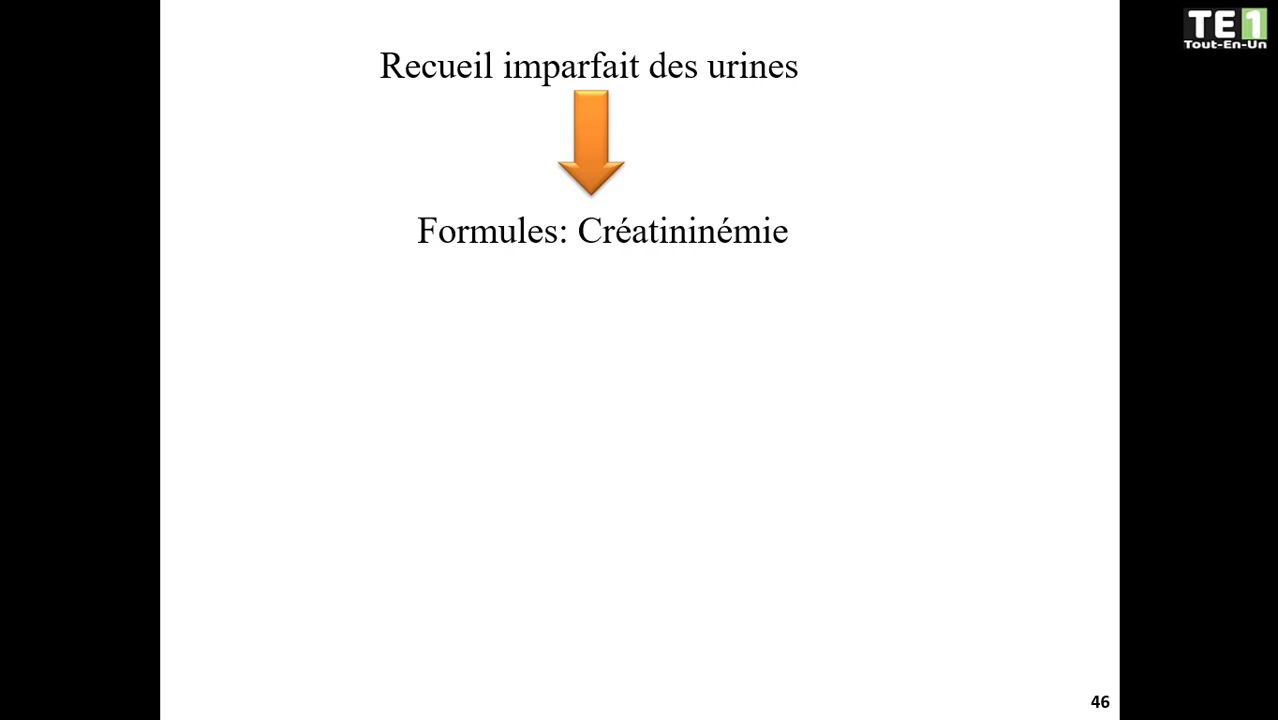 TE1
Tout-En-Un
Recueil imparfait des urines
Formules: Créatininémie
46